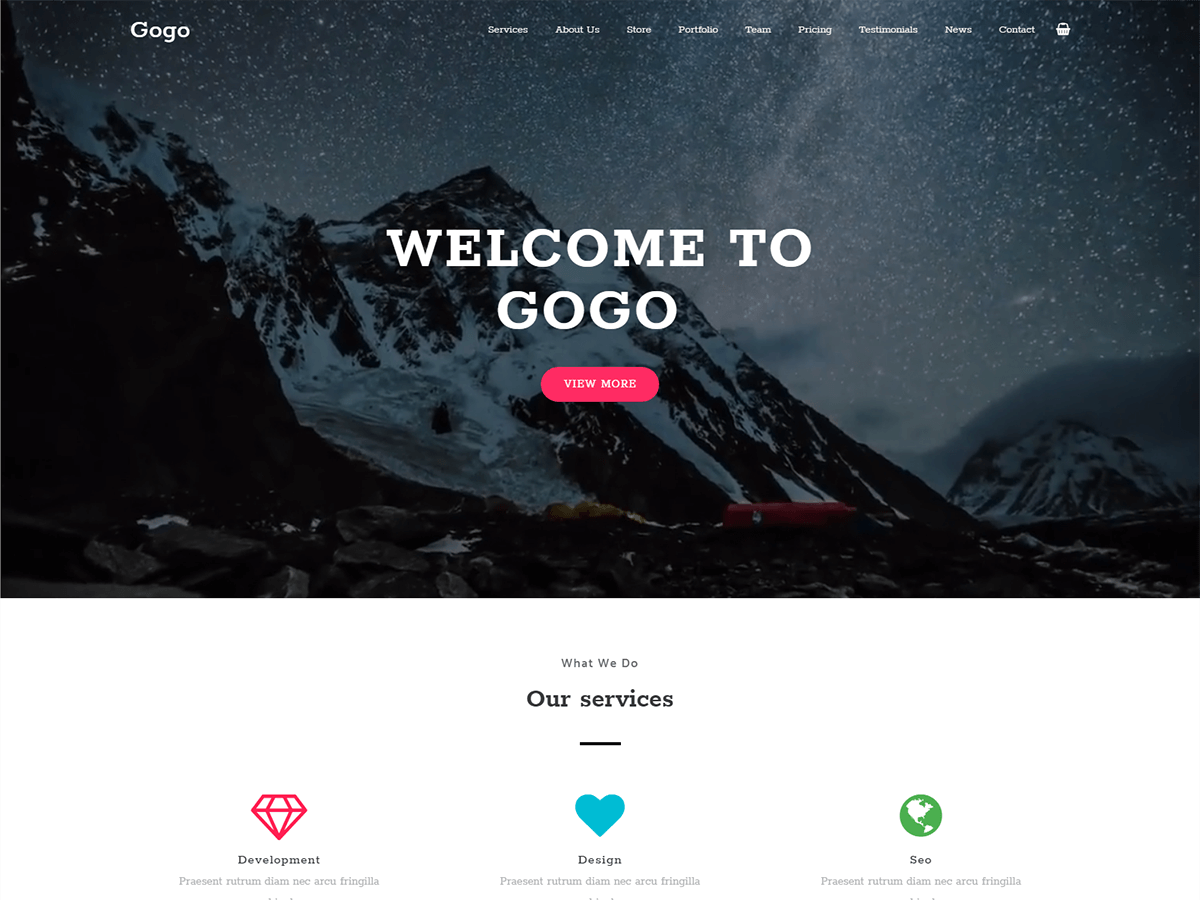 Gogo
Services About Us Store Portfolio Team Pricing Testimonials News Contact
WELCOME TO
GOGO
VIEW MORE
What We Do
Our services
Development Design Seo
Praesent rutrum diam nec arcu fringilla Praesent rutrum diam nec arcu fringilla Praesent rutrum diam nec arcu fringilla